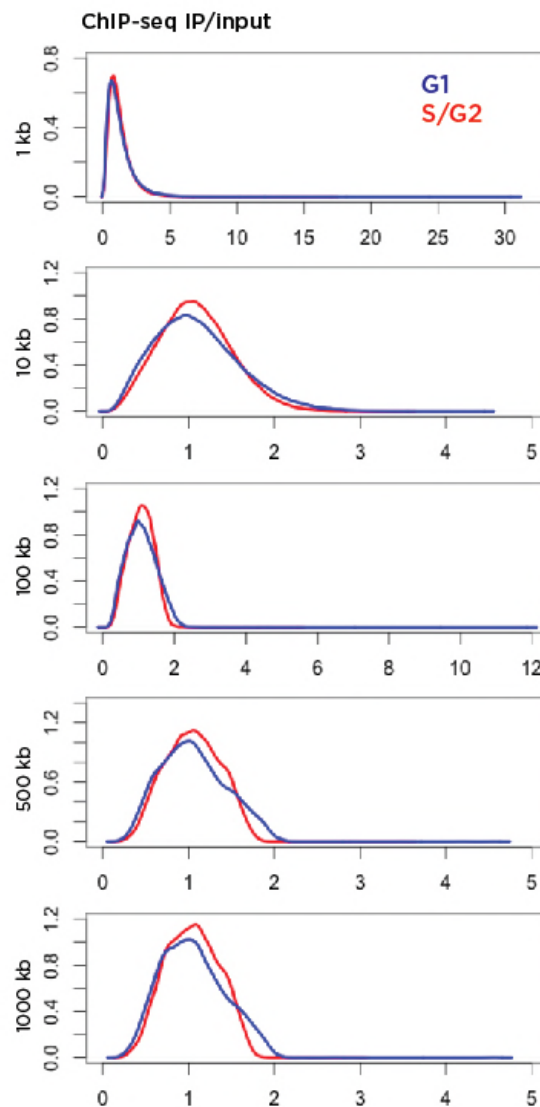 ChIP-seq IP/input
G1
S/G2
1 kb
0.0 0.4 0.8
0 5 10 15 20 25 30
10 kb
0.0 0.4 0.8 1.2
0 1 2 3 4 5
100 kb
0.0 0.4 0.8 1.2
0 2 4 6 8 10 12
500 kb
0.0 0.6 1.2
0 1 2 3 4 5
1000 kb
0.0 0.4 0.8 1.2
0 1 2 3 4 5